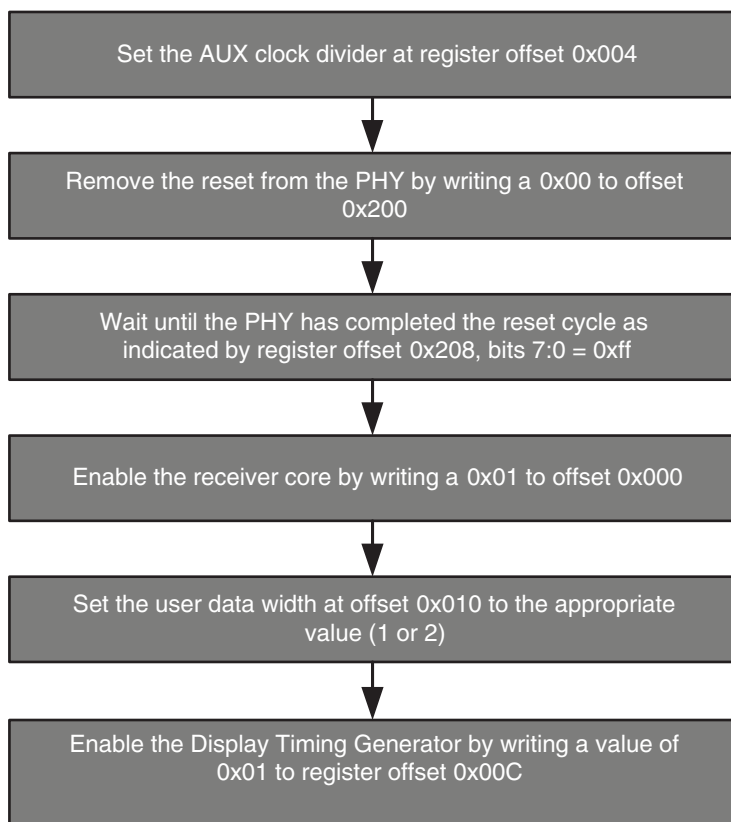 Set the AUX clock divider at register offset 0x004
Remove the reset from the PHY by writing a 0x00 to offset
0x200
Wait until the PHY has completed the reset cycle as
indicated by register offset 0x208, bits 7:0 = 0xff
Enable the receiver core by writing a 0x01 to offset 0x000
Set the user data width at offset 0x010 to the appropriate
value (1 or 2)
Enable the Display Timing Generator by writing a value of
0x01 to register offset 0x00C